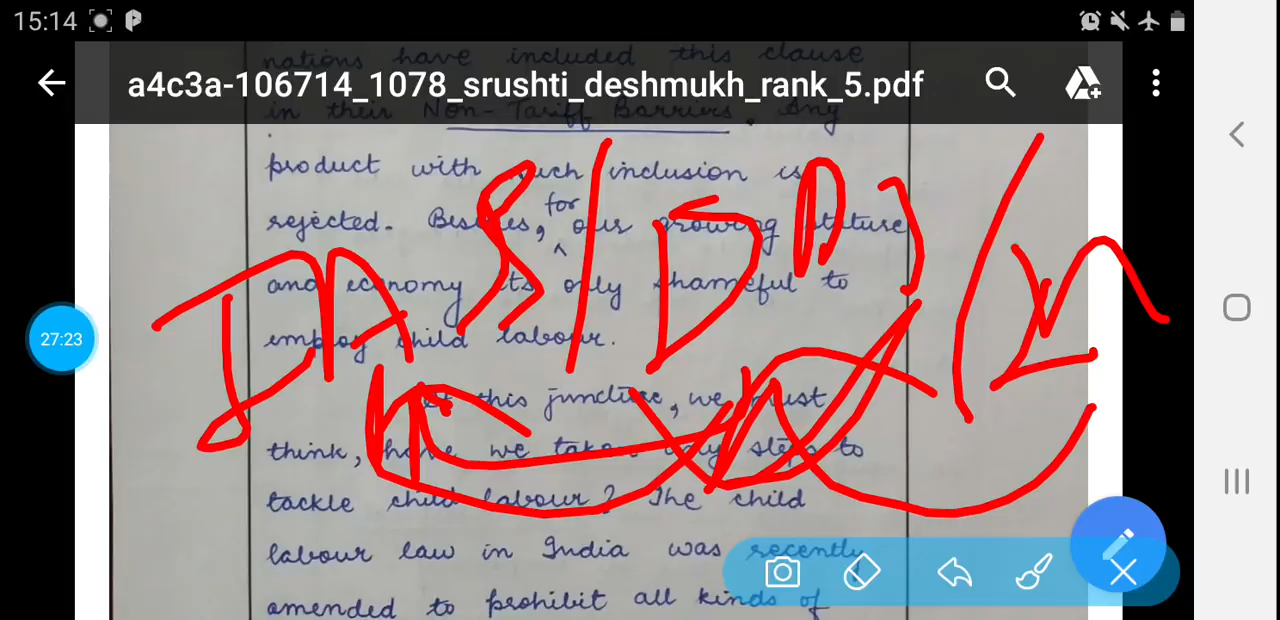 15:14
a4c3a-106714_1078_srushti_deshmukh_rank_5.pdf
nations have included this clause
in their Non-Tariff Barriers. Any
product with such inclusion is
rejected. Besides, for our growing stature
and economy its only shameful to
employ child labour.
27:23
At this juncture, we must
think, have we taken any steps to
tackle child labour? The child
labour law in India was recently
amended to prohibit all kinds of